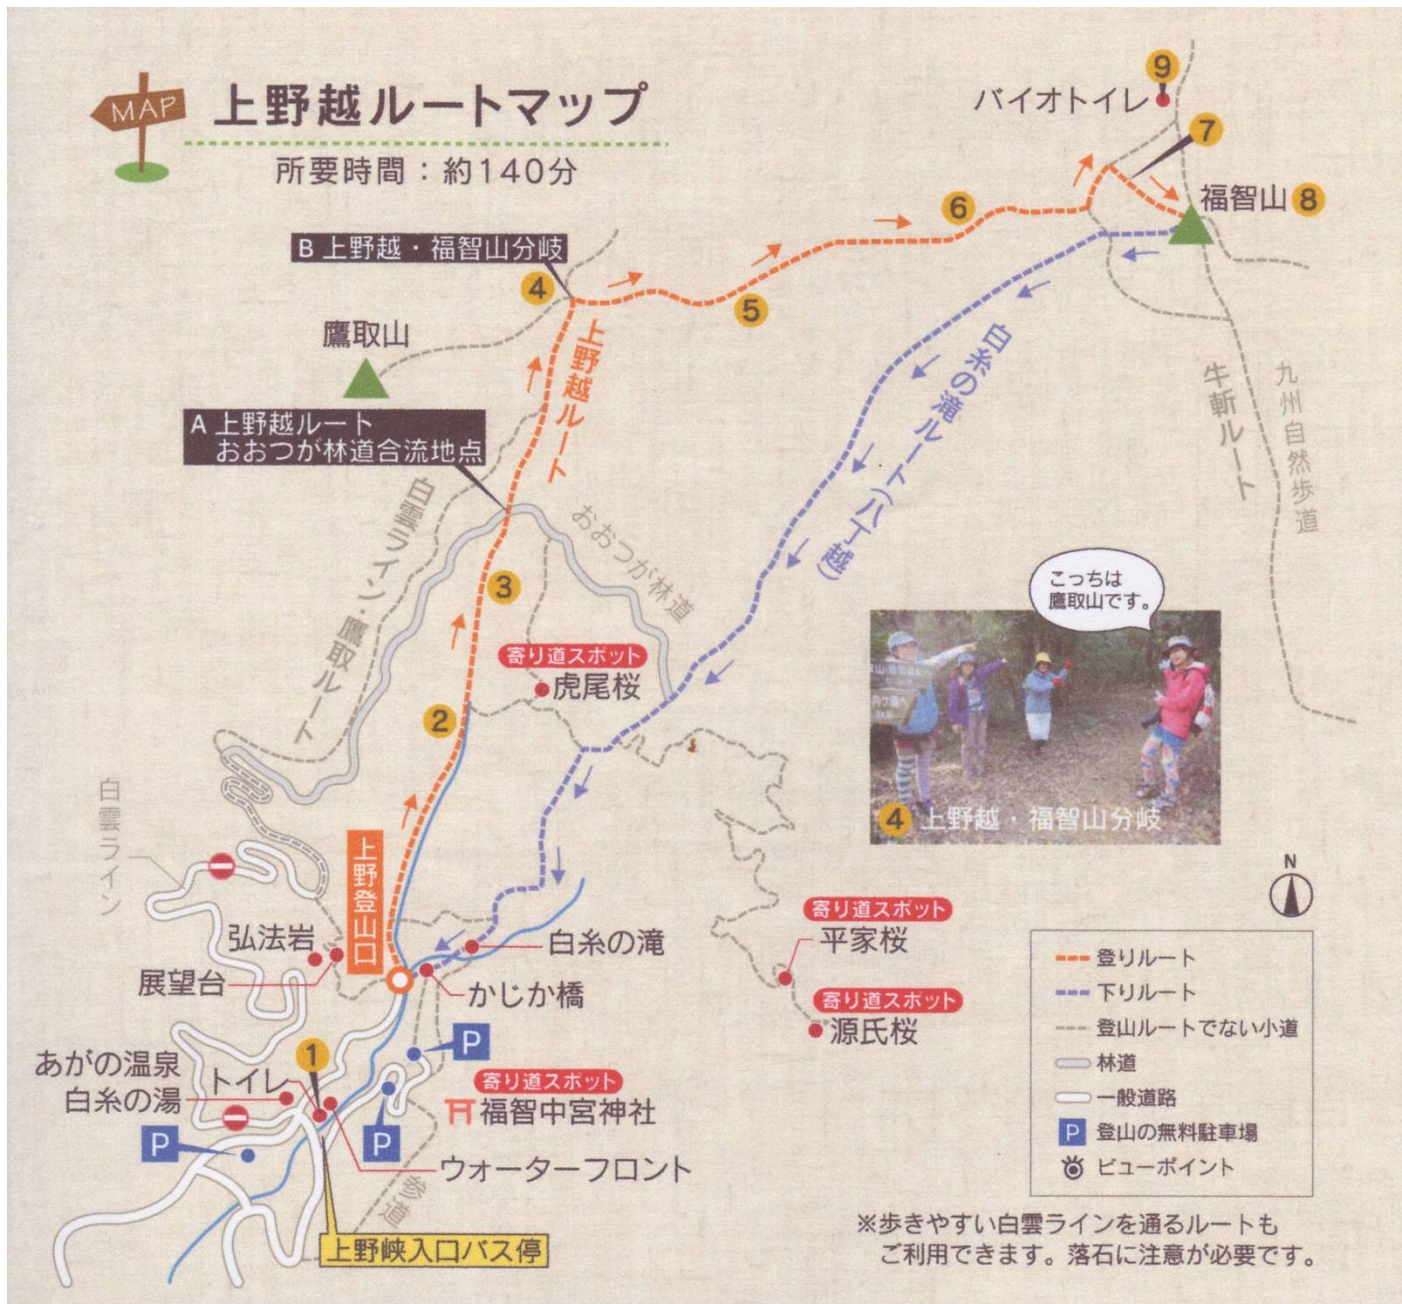 MAP
上野越ルートマップ
所要時間：約140分
9
バイオトイレ
7
福智山 8
6
B 上野越・福智山分岐
4
5
鷹取山
上野越ルート
白糸の滝ルート(八丁越)
牛斬ルート
九州自然歩道
A 上野越ルート
おおつが林道合流地点
白雲ライン・鷹取ルート
おおつが林道
3
こっちは
鷹取山です。
寄り道スポット
虎尾桜
2
4 上野越・福智山分岐
白雲ライン
上野登山口
弘法岩
展望台
白糸の滝
かじか橋
寄り道スポット
平家桜
寄り道スポット
源氏桜
N
登りルート
下りルート
登山ルートでない小道
林道
一般道路
P 登山の無料駐車場
ビューポイント
P
1
あがの温泉
白糸の湯
トイレ
寄り道スポット
福智中宮神社
P
P
ウォーターフロント
参道
上野峡入口バス停
※歩きやすい白雲ラインを通るルートも
ご利用できます。落石に注意が必要です。